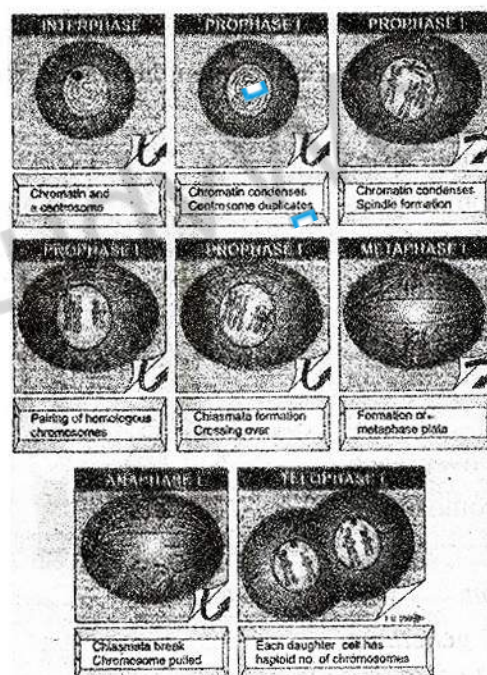 INTERPHASE
PROPHASE I
PROPHASE I
Chromatin and
a centrosome
Chromatin condenses
Centrosome duplicates
Chromatin condenses
Spindle formation
PROPHASE I
PROPHASE I
METAPHASE I
Pairing of homologous
chromosomes
Chiasmata formation
Crossing over
Formation of
metaphase plate
ANAPHASE I
TELOPHASE I
Chiasmata break
Chromosome pulled
Each daughter cell has
haploid no. of chromosomes